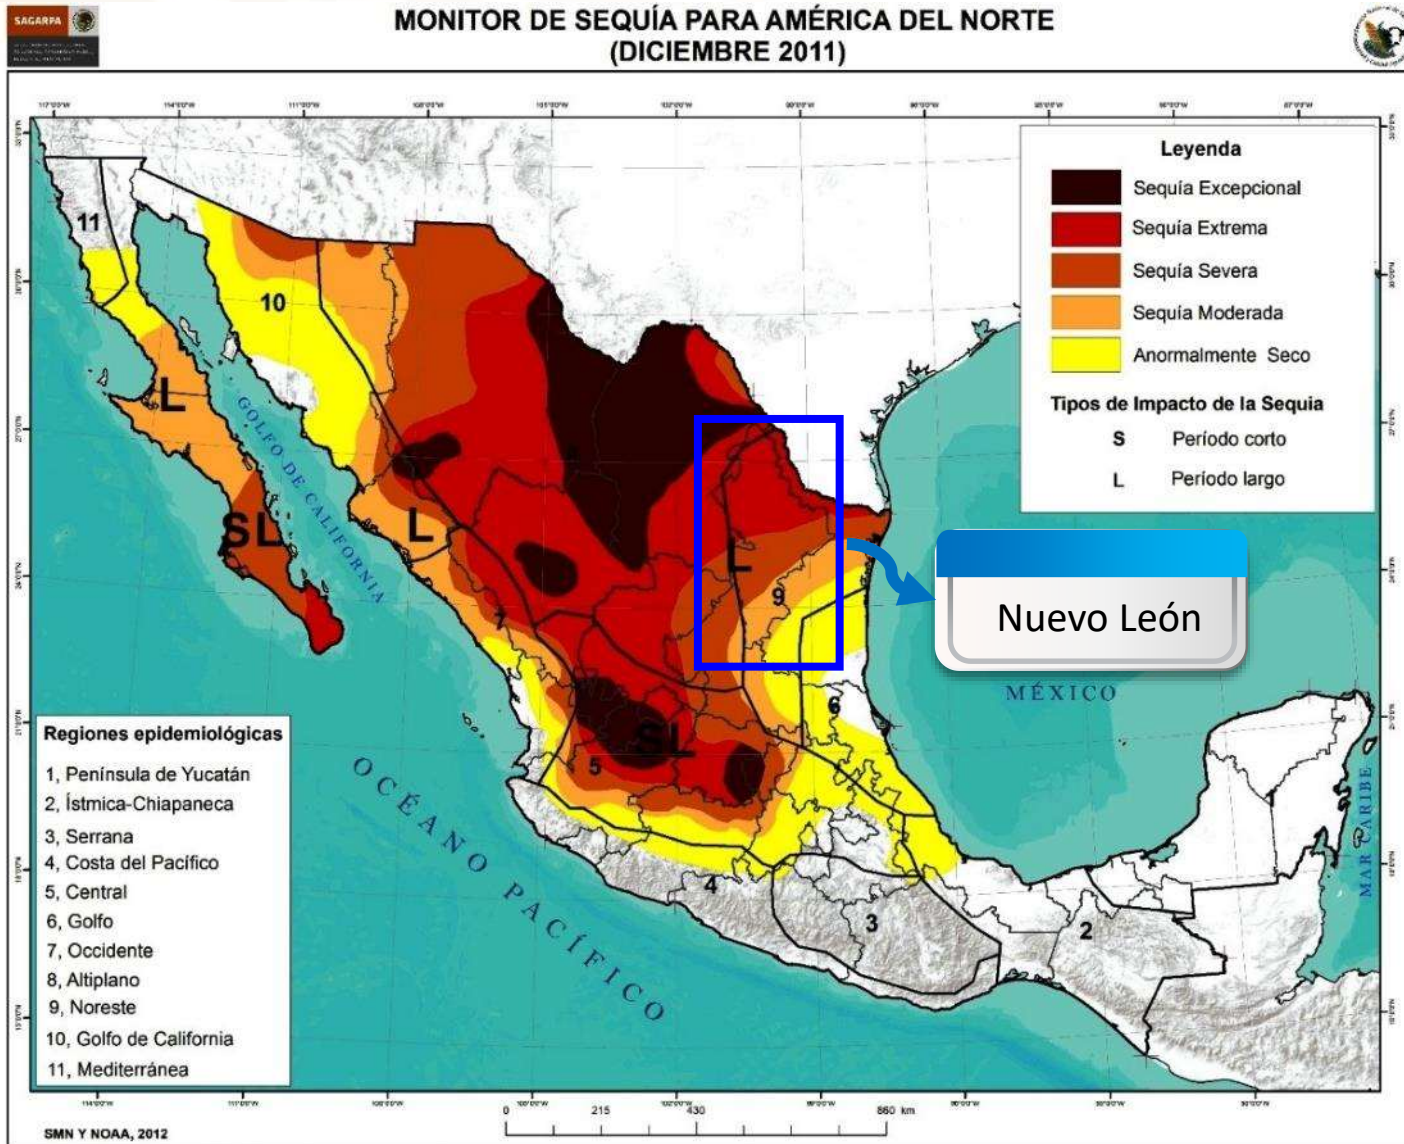 SAGARPA
MONITOR DE SEQUÍA PARA AMÉRICA DEL NORTE
(DICIEMBRE 2011)
Leyenda
Sequía Excepcional
Sequía Extrema
Sequía Severa
Sequía Moderada
Anormalmente Seco
Tipos de Impacto de la Sequia
S Período corto
L Período largo
11
10
L
GOLFO DE CALIFORNIA
SL
L
7
L
9
Nuevo León
MÉXICO
6
SL
5
4
3
2
OCÉANO PACÍFICO
MAR CARIBE
Regiones epidemiológicas
1, Península de Yucatán
2, Ístmica-Chiapaneca
3, Serrana
4, Costa del Pacífico
5, Central
6, Golfo
7, Occidente
8, Altiplano
9, Noreste
10, Golfo de California
11, Mediterránea
0 215 430 860 km
SMN Y NOAA, 2012